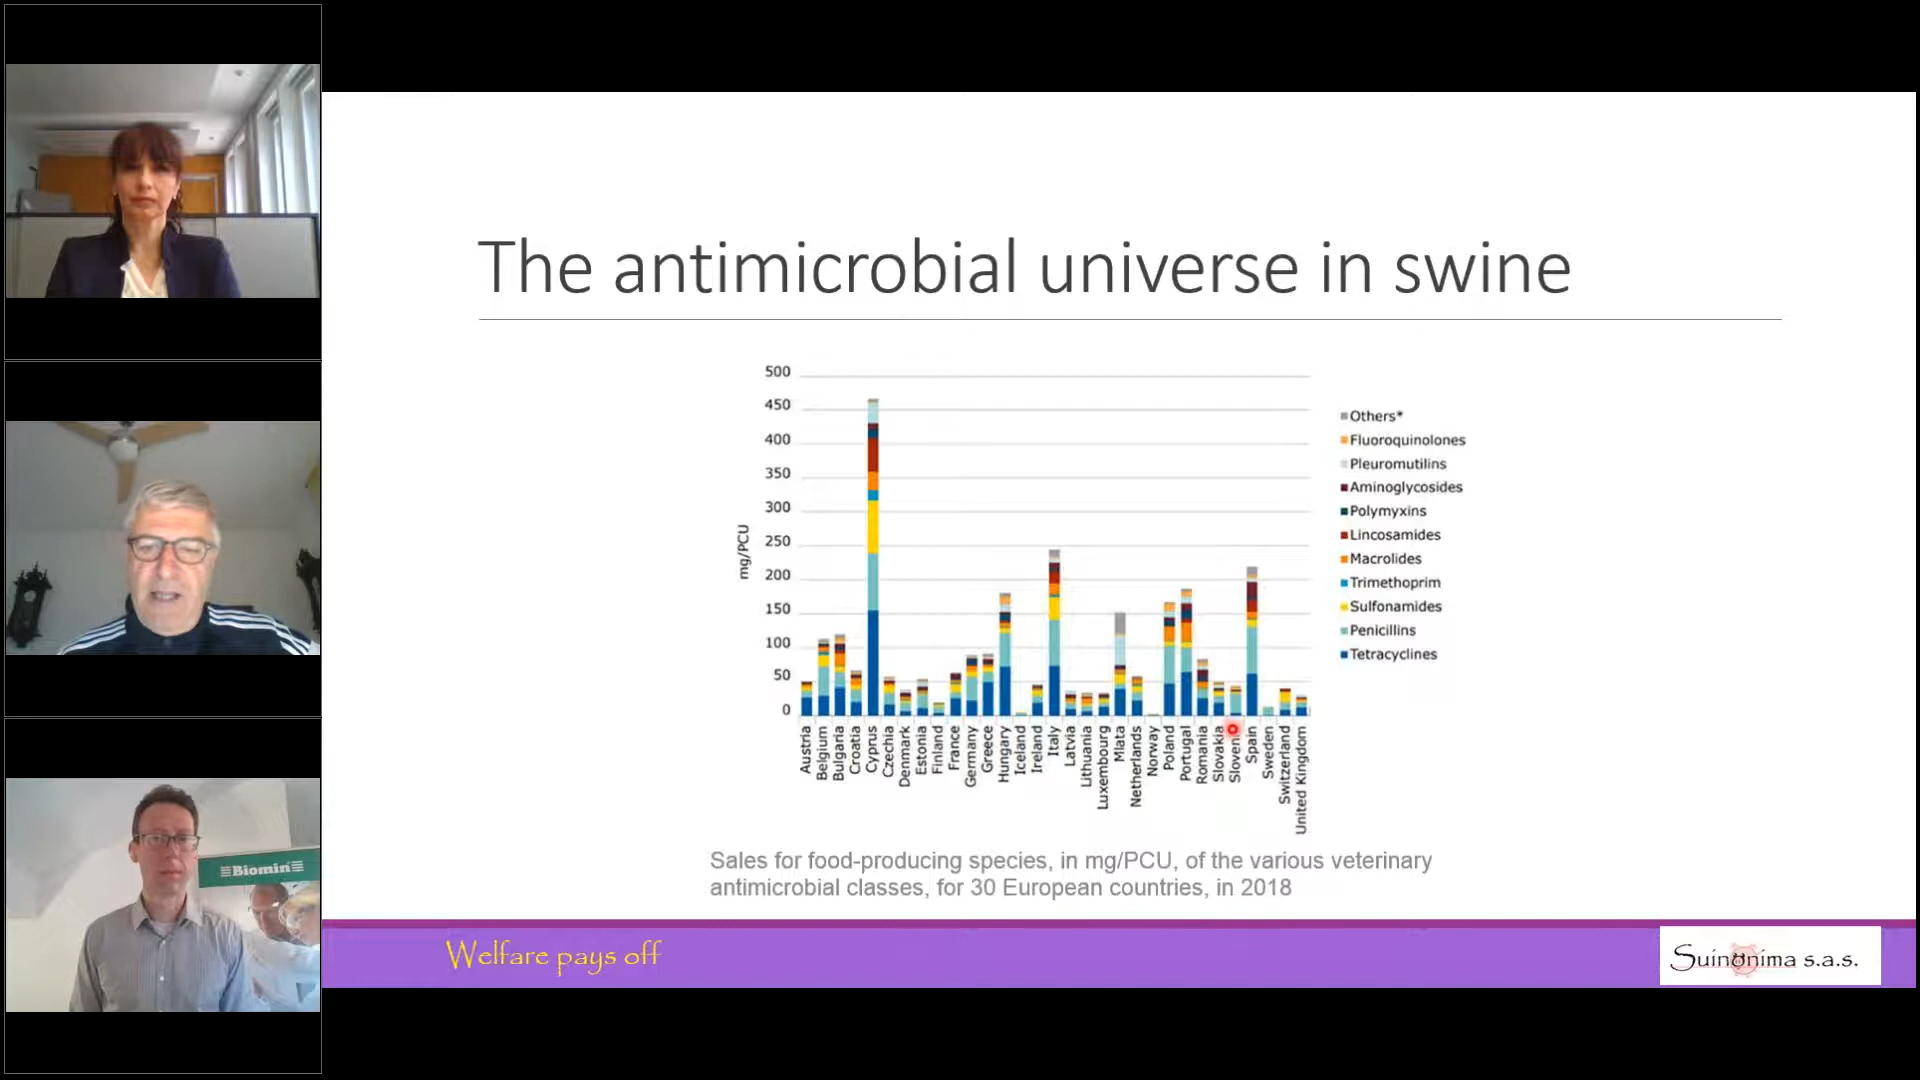 The antimicrobial universe in swine
500
450
400
350
300
250
200
150
100
50
0
mg/PCU
Austria
Belgium
Bulgaria
Croatia
Cyprus
Czechia
Denmark
Estonia
Finland
France
Germany
Greece
Hungary
Iceland
Ireland
Italy
Latvia
Lithuania
Luxembourg
Mlata
Netherlands
Norway
Poland
Portugal
Romania
Slovakia
Sloven
Spain
Sweden
Switzerland
United Kingdom
Others*
Fluoroquinolones
Pleuromutilins
Aminoglycosides
Polymyxins
Lincosamides
Macrolides
Trimethoprim
Sulfonamides
Penicillins
Tetracyclines
Sales for food-producing species, in mg/PCU, of the various veterinary
antimicrobial classes, for 30 European countries, in 2018
Welfare pays off
Suinanima s.a.s.
Biomin